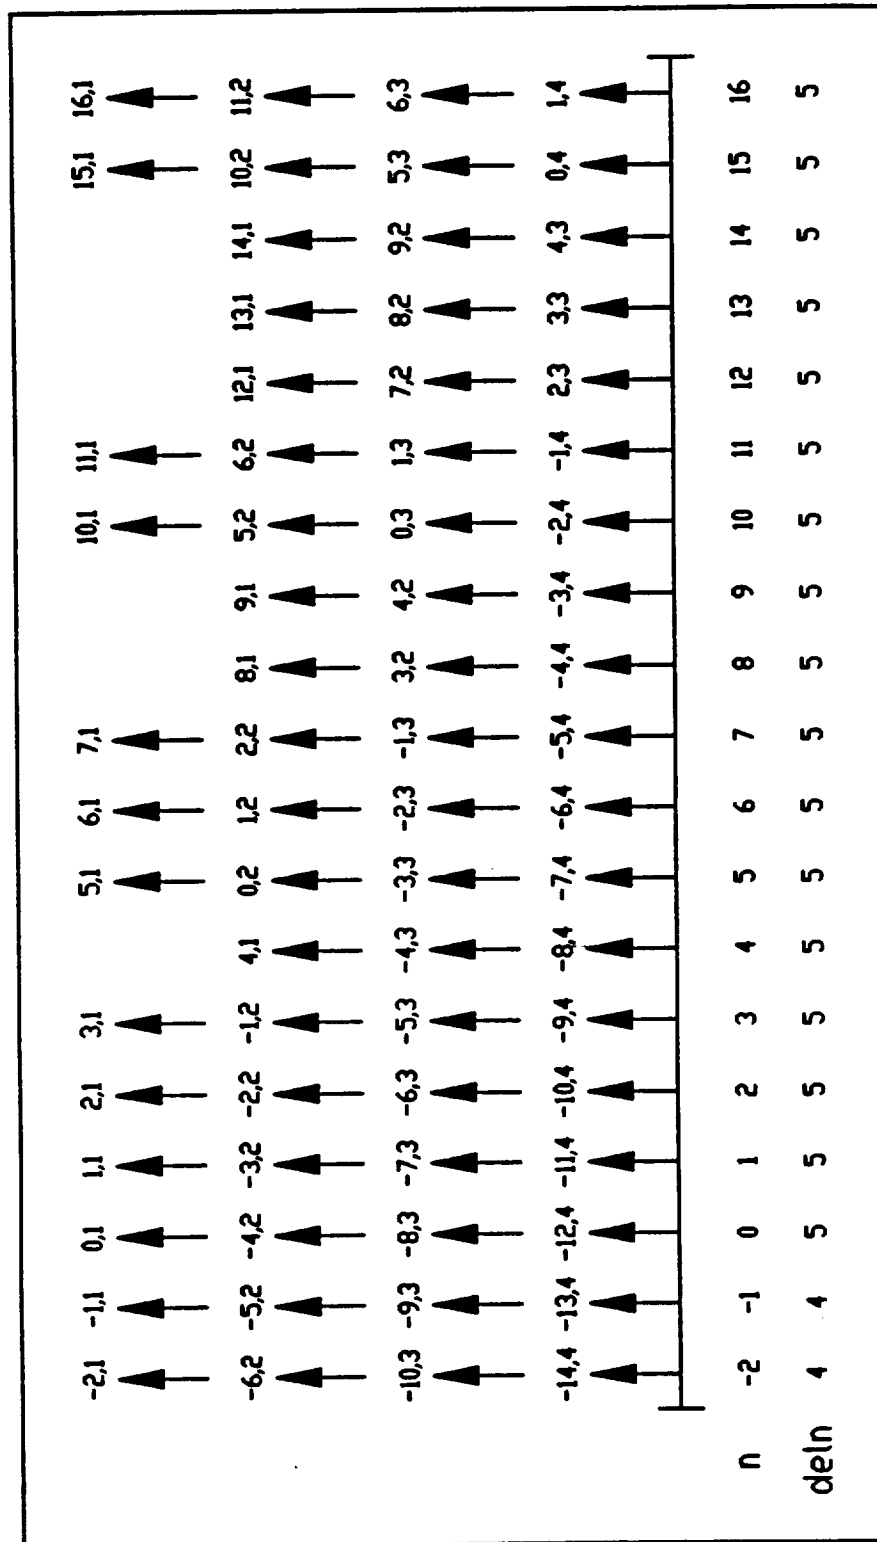 -2,1 -1,1 0,1 1,1 2,1 3,1 5,1 6,1 7,1 10,1 11,1 15,1 16,1
-6,2 -5,2 -4,2 -3,2 -2,2 -1,2 4,1 0,2 1,2 2,2 8,1 9,1 5,2 6,2 12,1 13,1 14,1 10,2 11,2
-10,3 -9,3 -8,3 -7,3 -6,3 -5,3 -4,3 -3,3 -2,3 -1,3 3,2 4,2 0,3 1,3 7,2 8,2 9,2 5,3 6,3
-14,4 -13,4 -12,4 -11,4 -10,4 -9,4 -8,4 -7,4 -6,4 -5,4 -4,4 -3,4 -2,4 -1,4 2,3 3,3 4,3 0,4 1,4
n -2 -1 0 1 2 3 4 5 6 7 8 9 10 11 12 13 14 15 16
deln 4 4 5 5 5 5 5 5 5 5 5 5 5 5 5 5 5 5 5